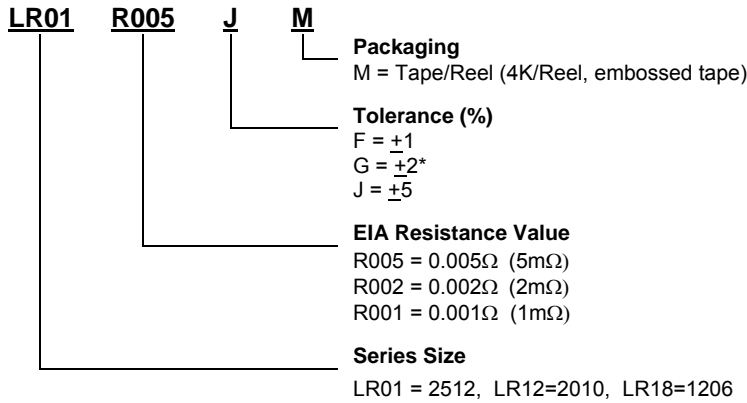 LR01 R005 J M
Packaging
M = Tape/Reel (4K/Reel, embossed tape)
Tolerance (%)
F = ±1
G = ±2*
J = ±5
EIA Resistance Value
R005 = 0.005Ω (5mΩ)
R002 = 0.002Ω (2mΩ)
R001 = 0.001Ω (1mΩ)
Series Size
LR01 = 2512, LR12=2010, LR18=1206